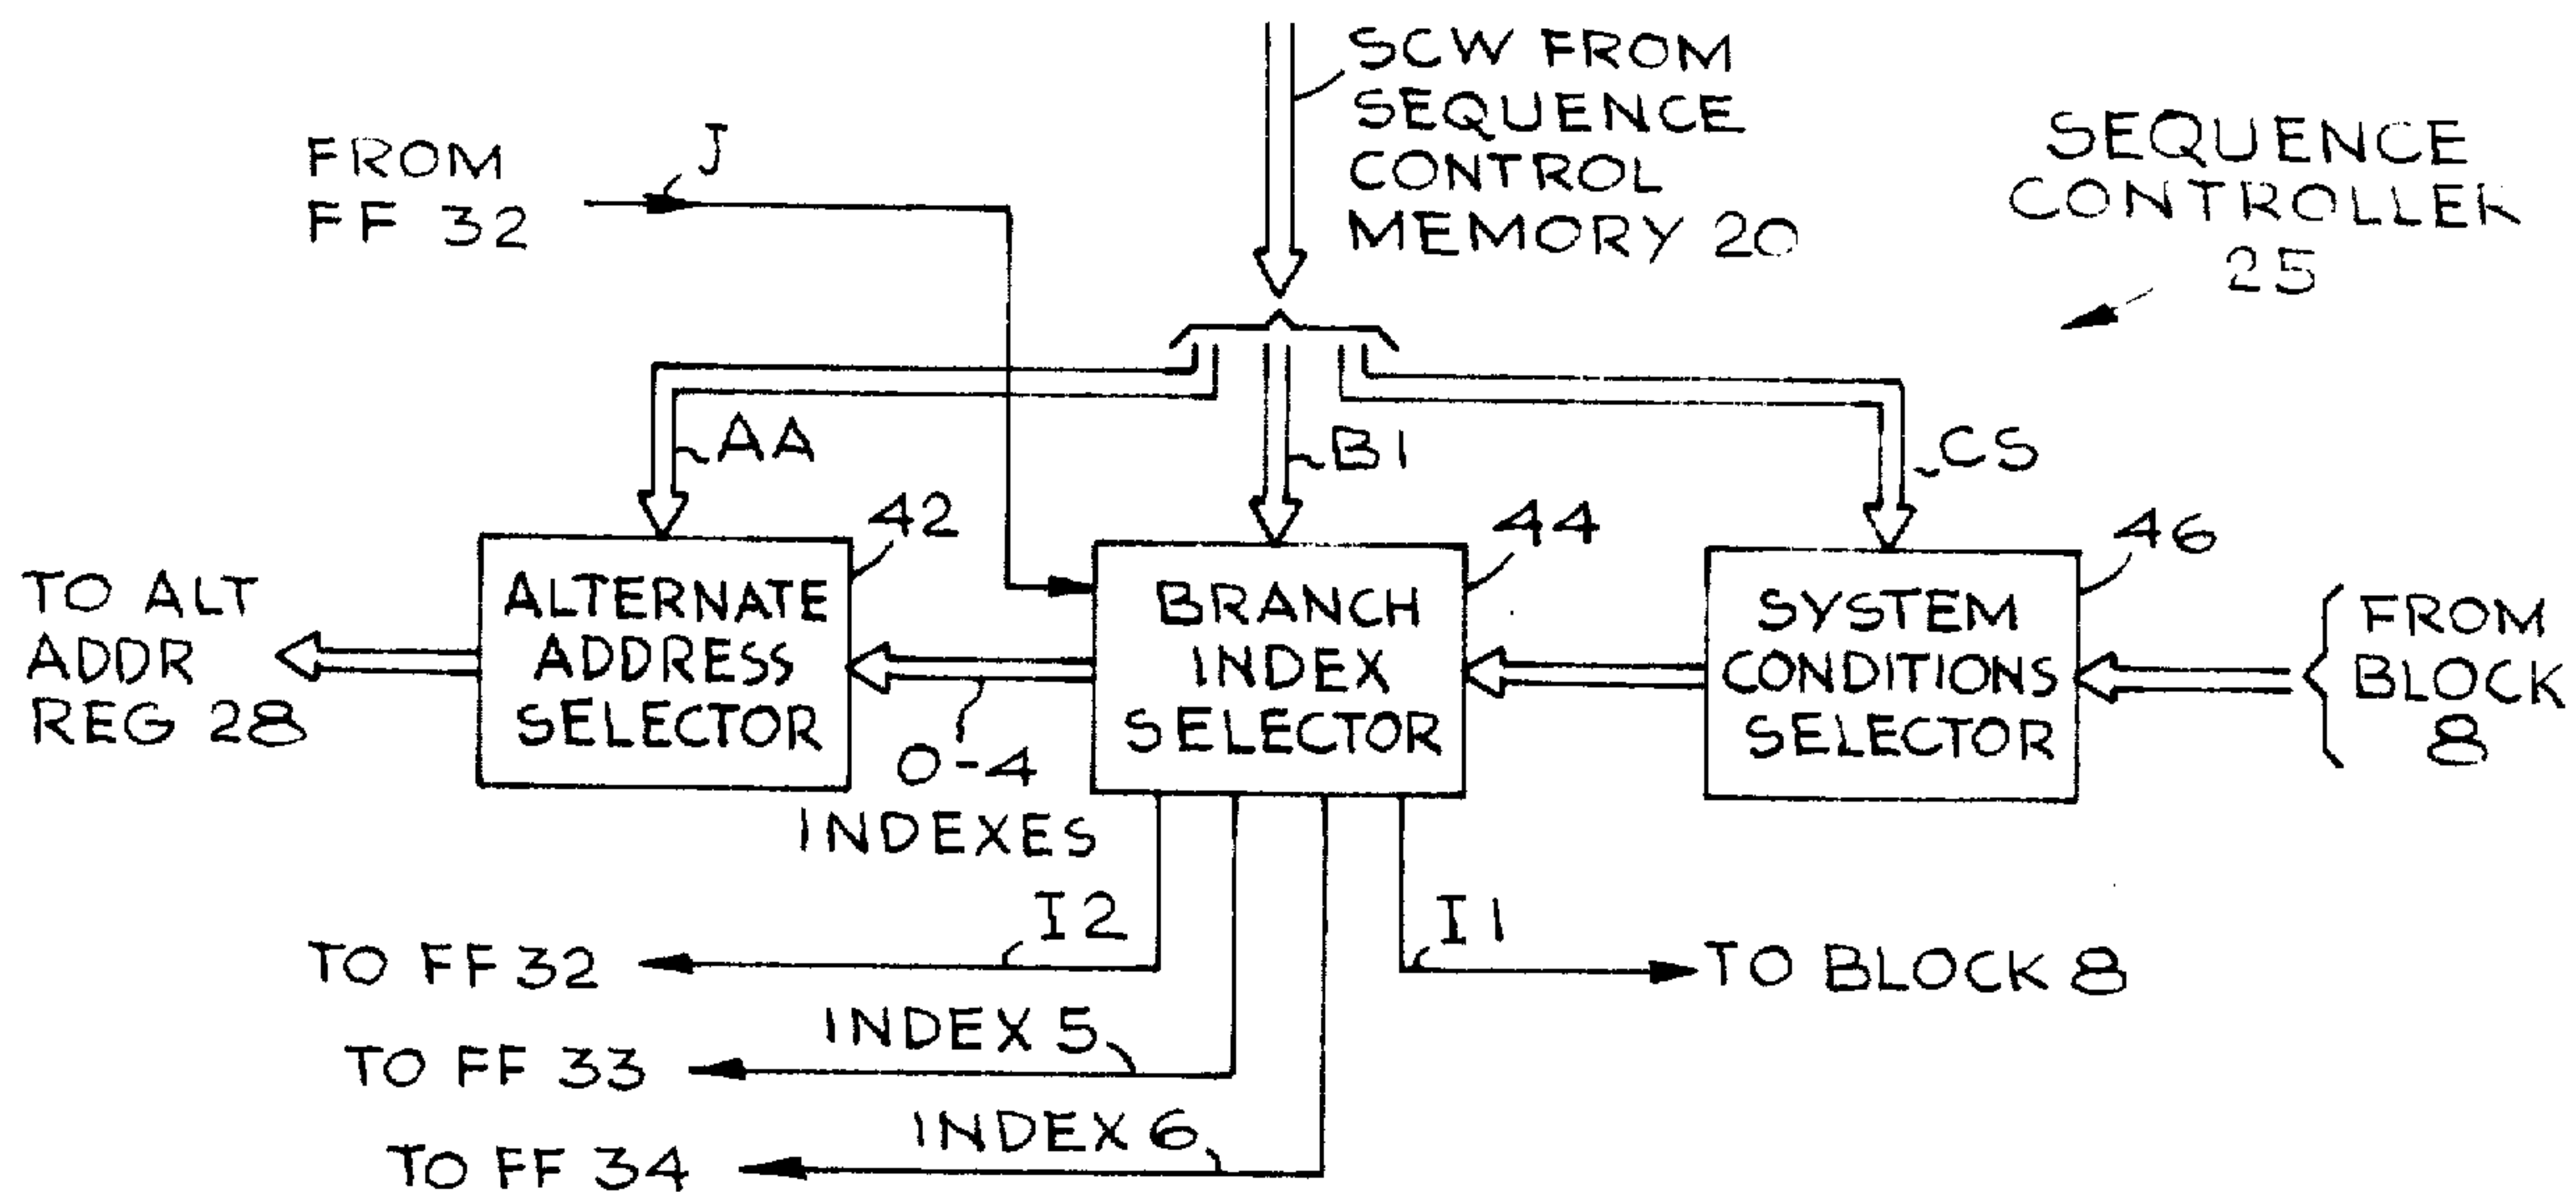 SCW FROM
SEQUENCE
CONTROL
MEMORY 20
FROM
FF 32
J
SEQUENCE
CONTROLLER
25
AA
BI
CS
42
44
46
TO ALT
ADDR
REG 28
ALTERNATE
ADDRESS
SELECTOR
0-4
INDEXES
BRANCH
INDEX
SELECTOR
SYSTEM
CONDITIONS
SELECTOR
FROM
BLOCK
8
I2
TO FF 32
I1
TO BLOCK 8
INDEX 5
TO FF 33
INDEX 6
TO FF 34